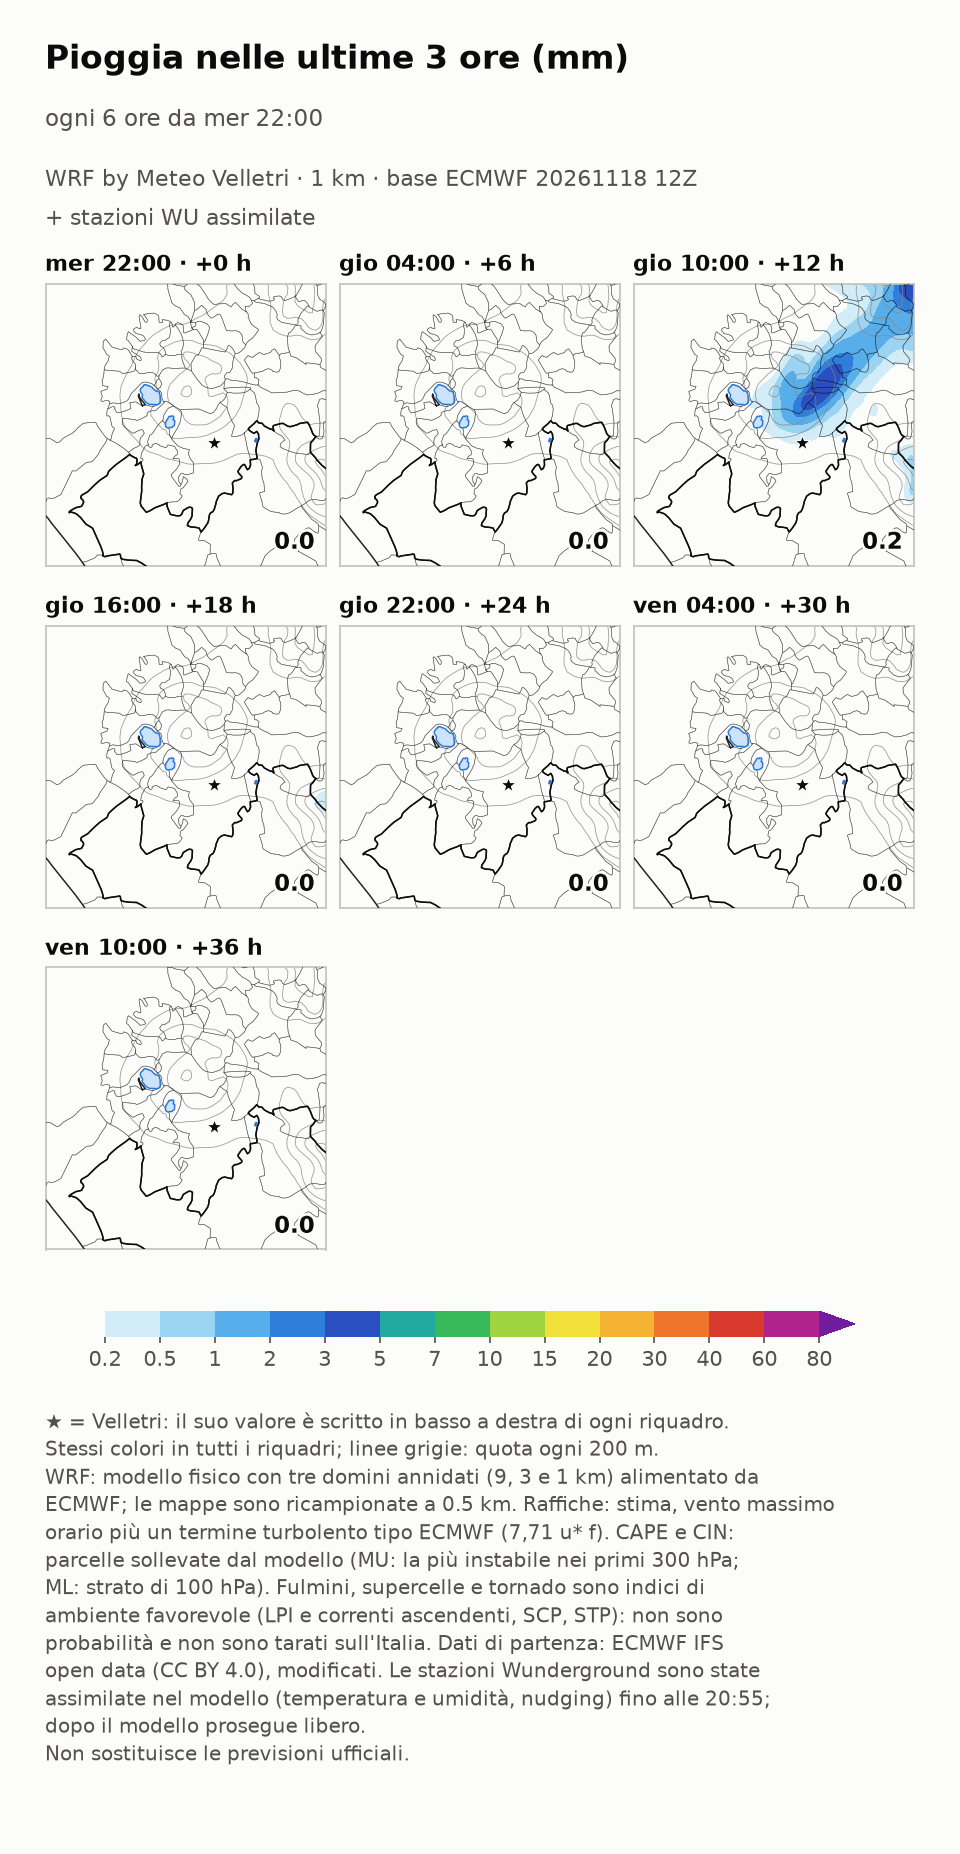 Pioggia nelle ultime 3 ore (mm)
ogni 6 ore da mer 22:00
WRF by Meteo Velletri · 1 km · base ECMWF 20261118 12Z
+ stazioni WU assimilate
mer 22:00 · +0 h
gio 04:00 · +6 h
gio 10:00 · +12 h
0.0
0.0
0.2
gio 16:00 · +18 h
gio 22:00 · +24 h
ven 04:00 · +30 h
0.0
0.0
0.0
ven 10:00 · +36 h
0.0
0.2 0.5 1 2 3 5 7 10 15 20 30 40 60 80
★ = Velletri: il suo valore è scritto in basso a destra di ogni riquadro.
Stessi colori in tutti i riquadri; linee grigie: quota ogni 200 m.
WRF: modello fisico con tre domini annidati (9, 3 e 1 km) alimentato da
ECMWF; le mappe sono ricampionate a 0.5 km. Raffiche: stima, vento massimo
orario più un termine turbolento tipo ECMWF (7,71 u* f). CAPE e CIN:
parcelle sollevate dal modello (MU: la più instabile nei primi 300 hPa;
ML: strato di 100 hPa). Fulmini, supercelle e tornado sono indici di
ambiente favorevole (LPI e correnti ascendenti, SCP, STP): non sono
probabilità e non sono tarati sull'Italia. Dati di partenza: ECMWF IFS
open data (CC BY 4.0), modificati. Le stazioni Wunderground sono state
assimilate nel modello (temperatura e umidità, nudging) fino alle 20:55;
dopo il modello prosegue libero.
Non sostituisce le previsioni ufficiali.